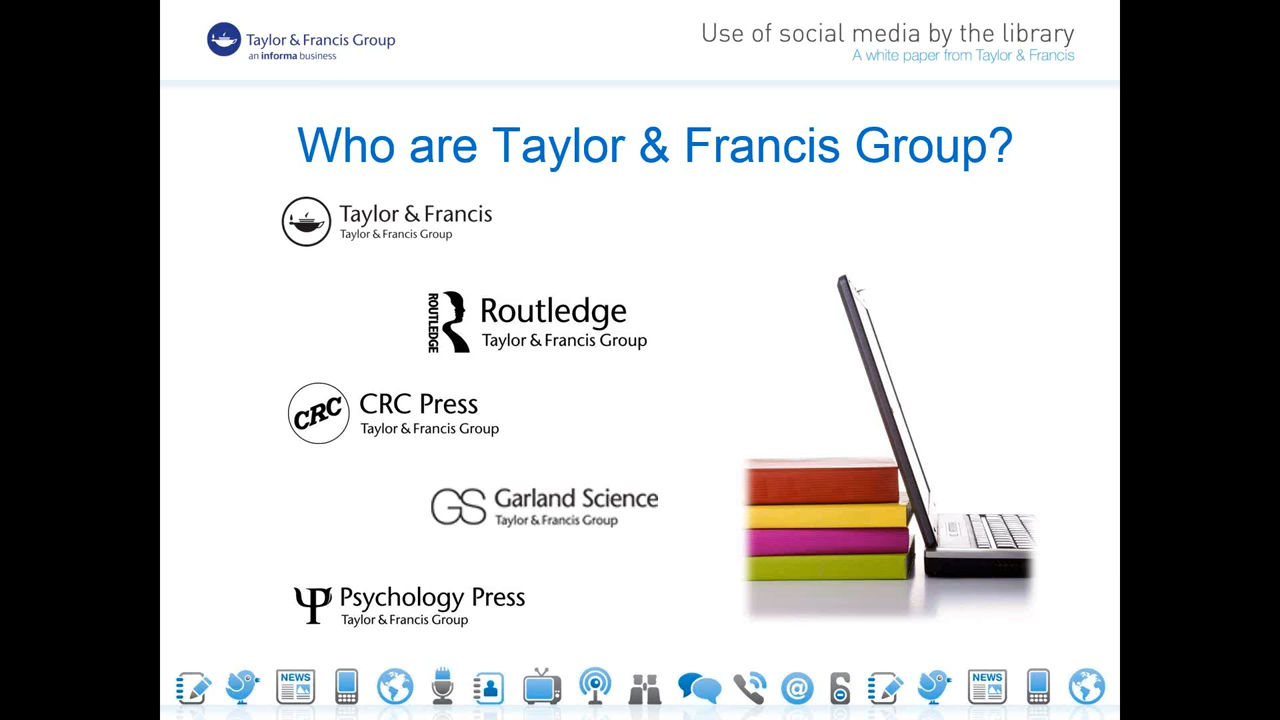 Taylor & Francis Group
an informa business
Use of social media by the library
A white paper from Taylor & Francis
Who are Taylor & Francis Group?
Taylor & Francis
Taylor & Francis Group
ROUTLEDGE
Routledge
Taylor & Francis Group
CRC
CRC Press
Taylor & Francis Group
GS
Garland Science
Taylor & Francis Group
Psychology Press
Taylor & Francis Group
NEWS
@
NEWS